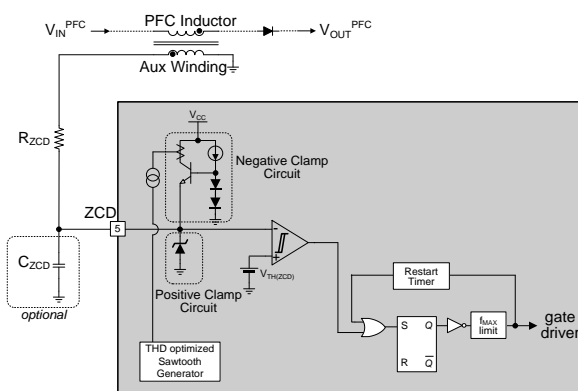 V_IN^PFC
PFC Inductor
V_OUT^PFC
Aux Winding
R_ZCD
V_CC
Negative Clamp
Circuit
ZCD
5
C_ZCD
optional
Positive Clamp
Circuit
V_TH(ZCD)
THD optimized
Sawtooth
Generator
Restart
Timer
S Q
R Q̅
f_MAX
limit
gate
driver
- 
+